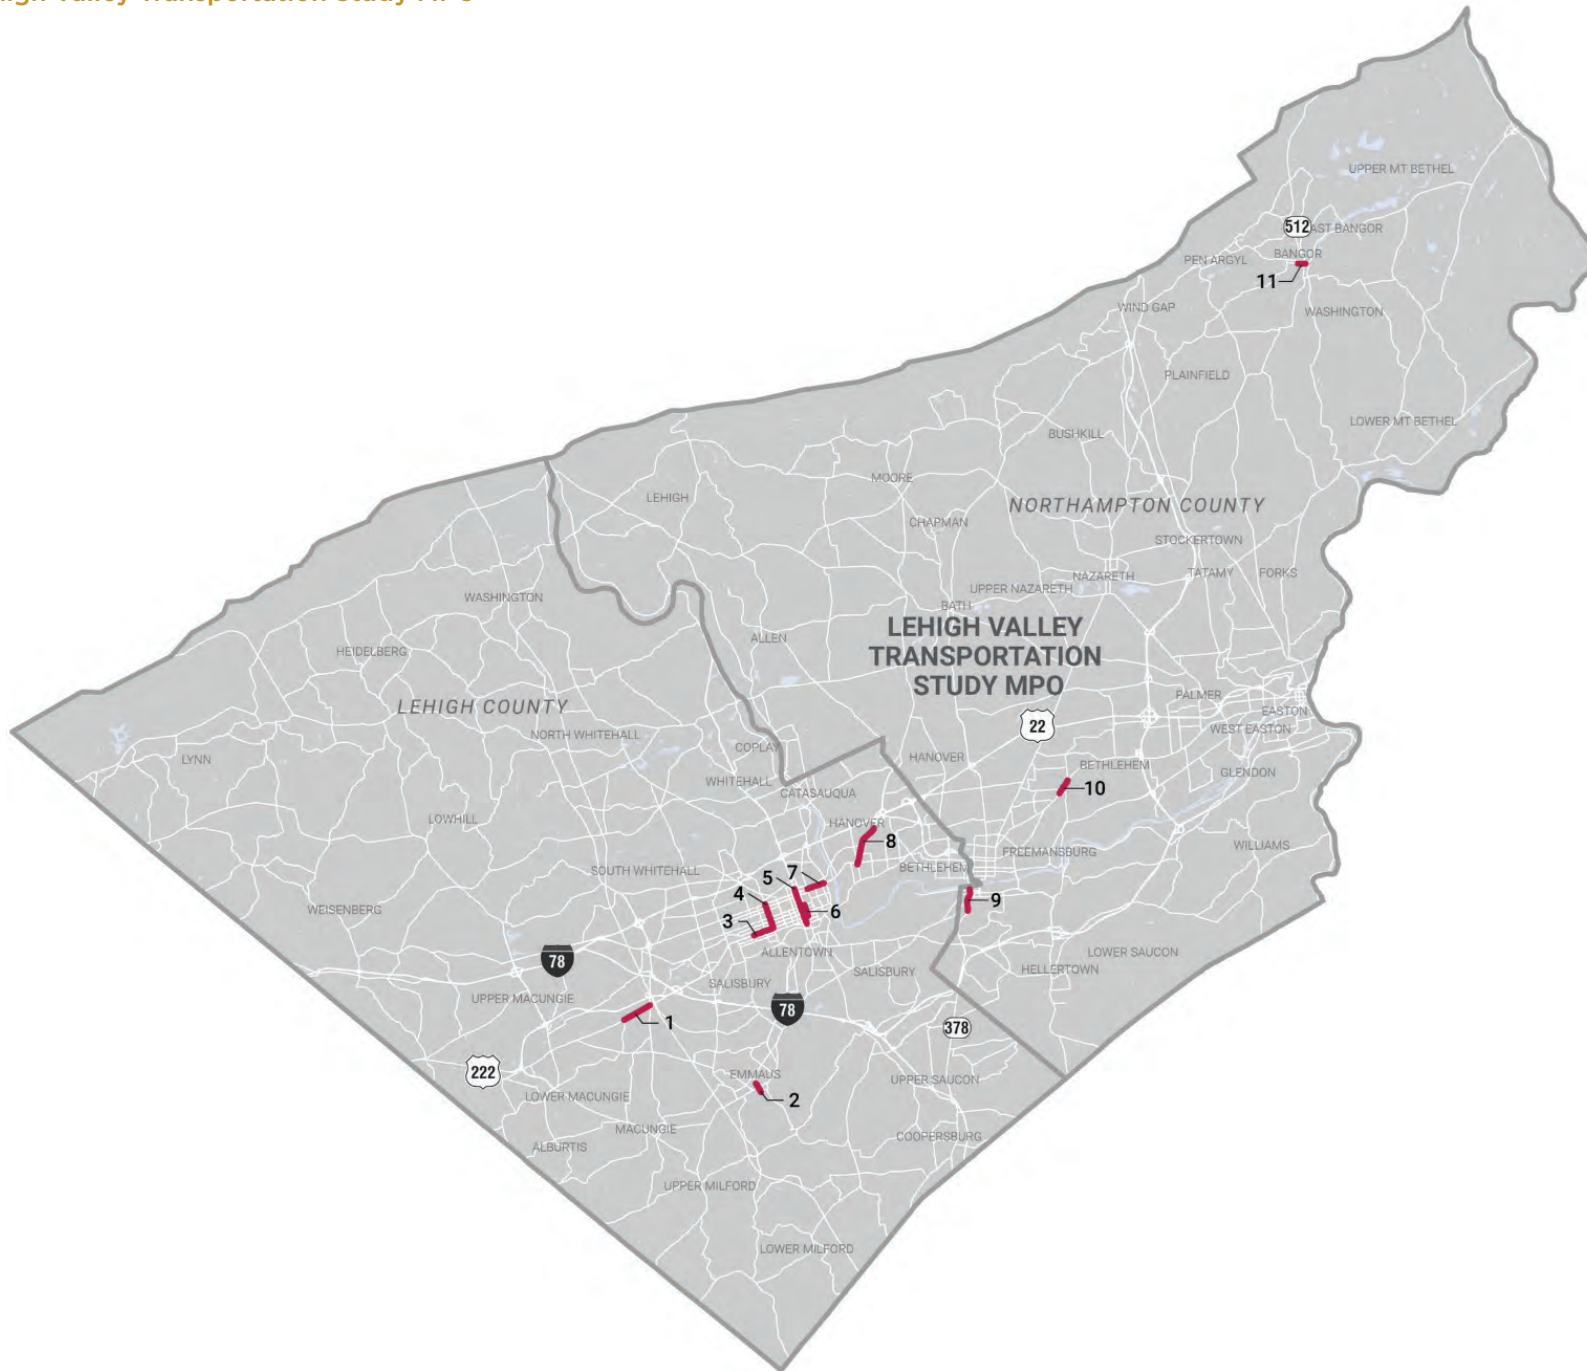 UPPER MT BETHEL
512
EAST BANGOR
BANGOR
PEN ARGYL
11
WIND GAP
WASHINGTON
PLAINFIELD
LOWER MT BETHEL
BUSHKILL
MOORE
LEHIGH
NORTHAMPTON COUNTY
CHAPMAN
STOCKERTOWN
NAZARETH
TATAMY
FORKS
UPPER NAZARETH
WASHINGTON
BATH
LEHIGH VALLEY
TRANSPORTATION
STUDY MPO
ALLEN
HEIDELBERG
LEHIGH COUNTY
PALMER
EASTON
WEST EASTON
22
NORTH WHITEHALL
COPLAY
HANOVER
LYNN
BETHLEHEM
GLENDON
WHITEHALL
CATASAUQUA
10
LOWHILL
HANOVER
8
WILLIAMS
FREEMANSBURG
SOUTH WHITEHALL
BETHLEHEM
7
5
4
9
WEISENBERG
6
3
ALLENTOWN
LOWER SAUCON
78
HELLERTOWN
SALISBURY
SALISBURY
UPPER MACUNGIE
78
1
378
222
EMMAUS
UPPER SAUCON
LOWER MACUNGIE
2
MACUNGIE
COOPERSBURG
ALBURTIS
UPPER MILFORD
LOWER MILFORD